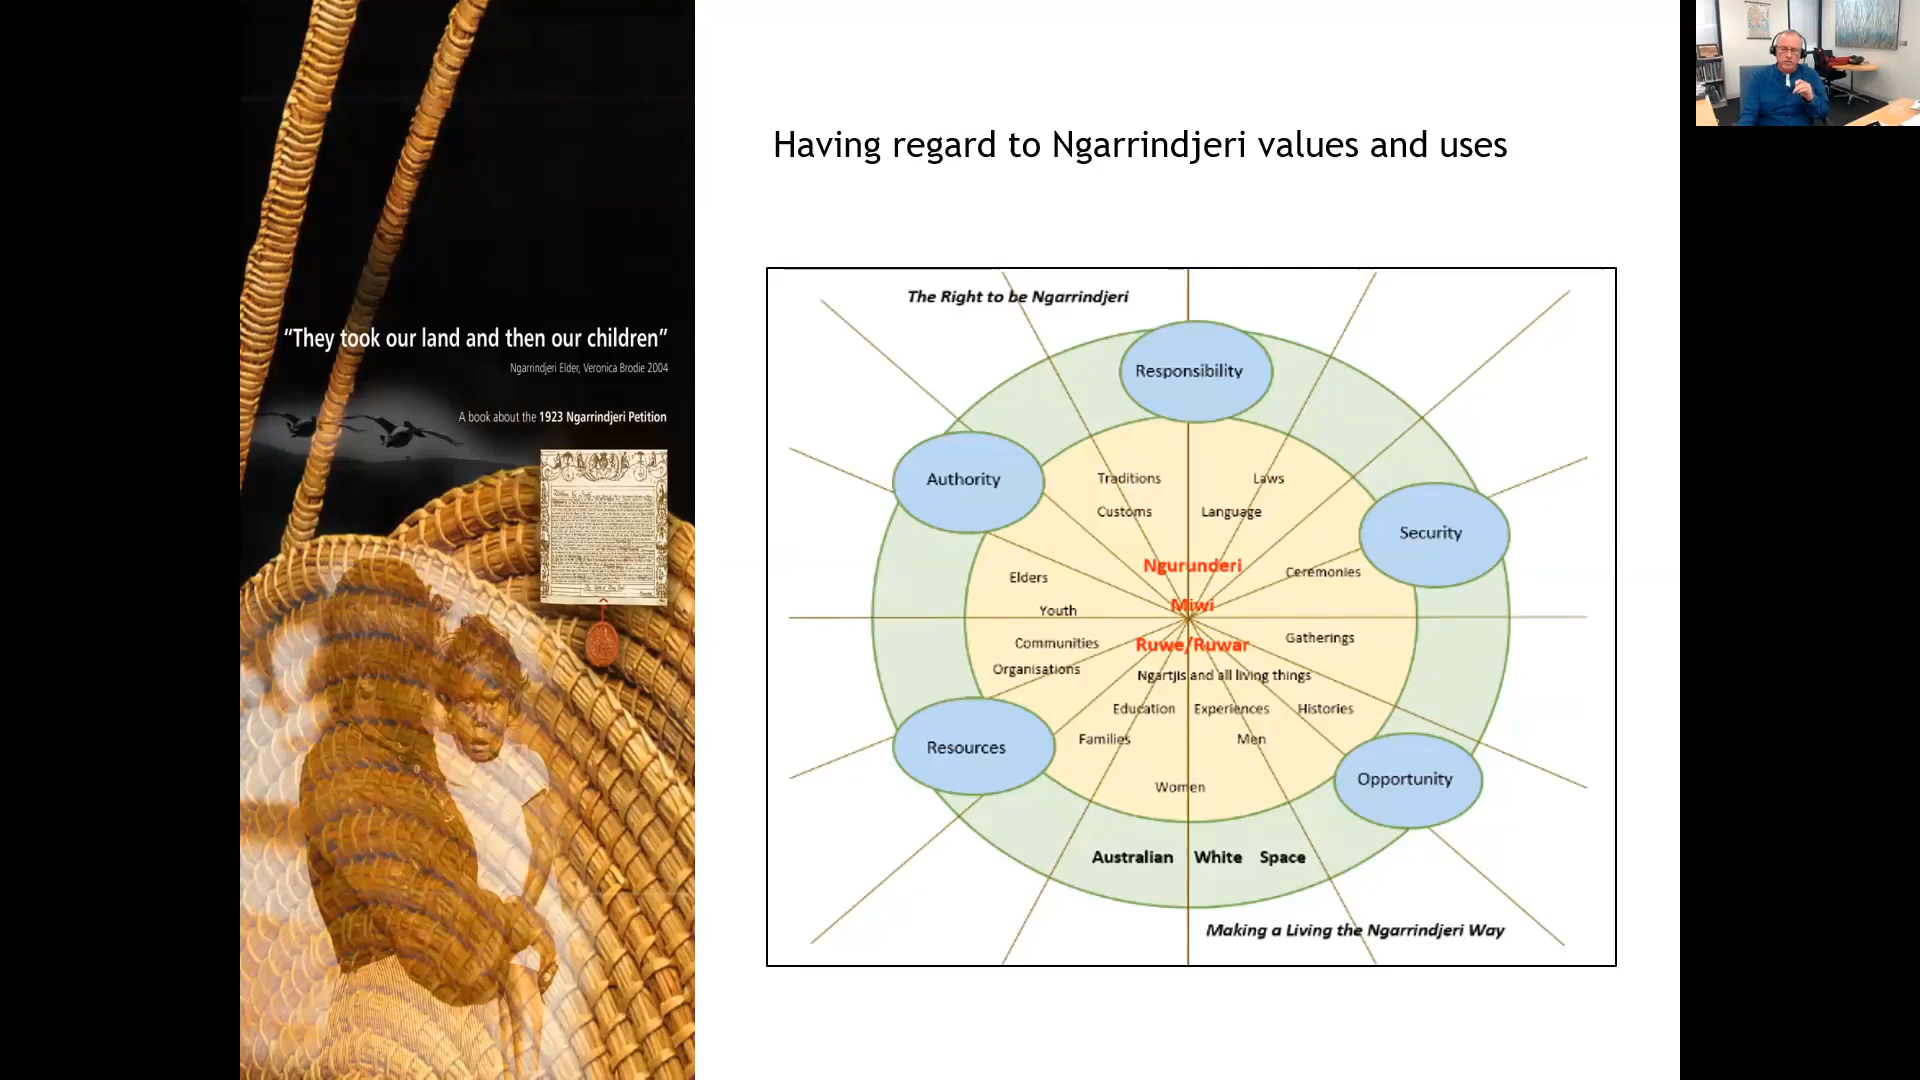 “They took our land and then our children”
Ngarrindjeri Elder, Veronica Brodie 2004
A book about the 1923 Ngarrindjeri Petition
Having regard to Ngarrindjeri values and uses
The Right to be Ngarrindjeri
Responsibility
Authority
Security
Traditions Laws
Customs Language
Ngurunderi
Ceremonies
Elders
Miwi
Youth
Gatherings
Communities
Ruwe/Ruwar
Organisations
Ngartjis and all living things
Education Experiences Histories
Families Men
Resources
Opportunity
Women
Australian White Space
Making a Living the Ngarrindjeri Way